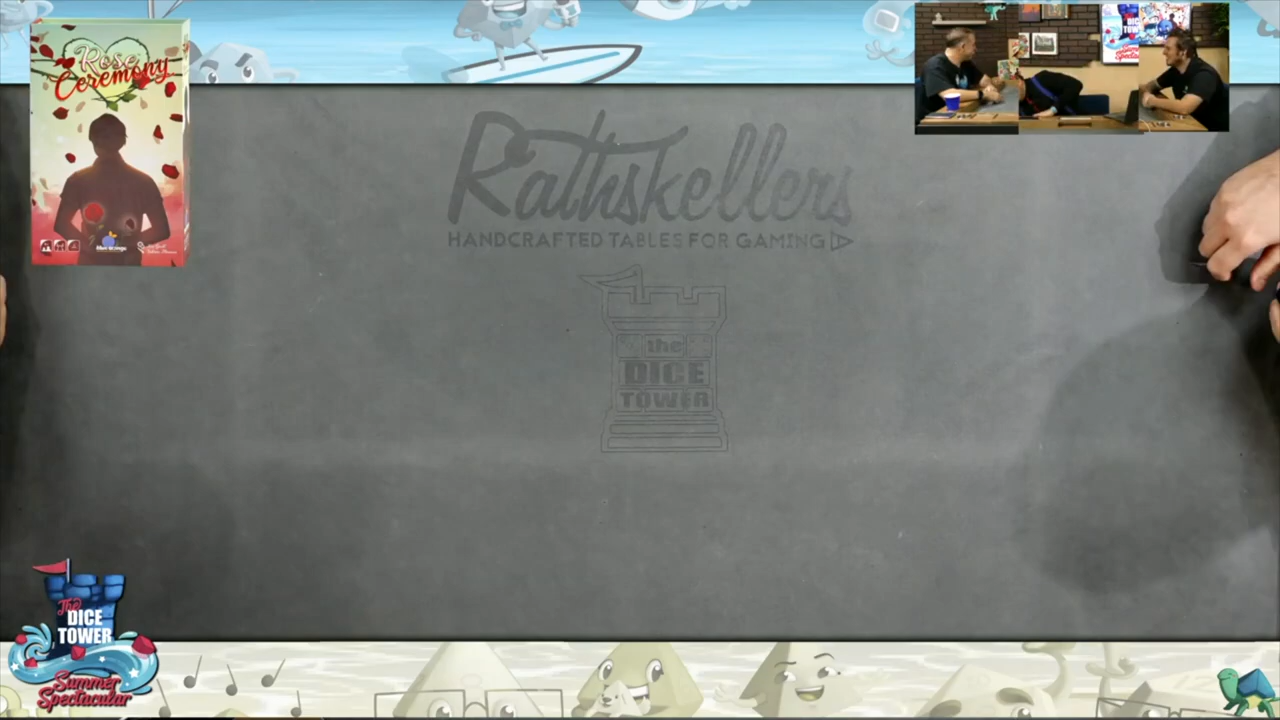 Rose
Ceremony
Rathskellers
HANDCRAFTED TABLES FOR GAMING
the
DICE
TOWER
The
DICE
TOWER
Summer
Spectacular